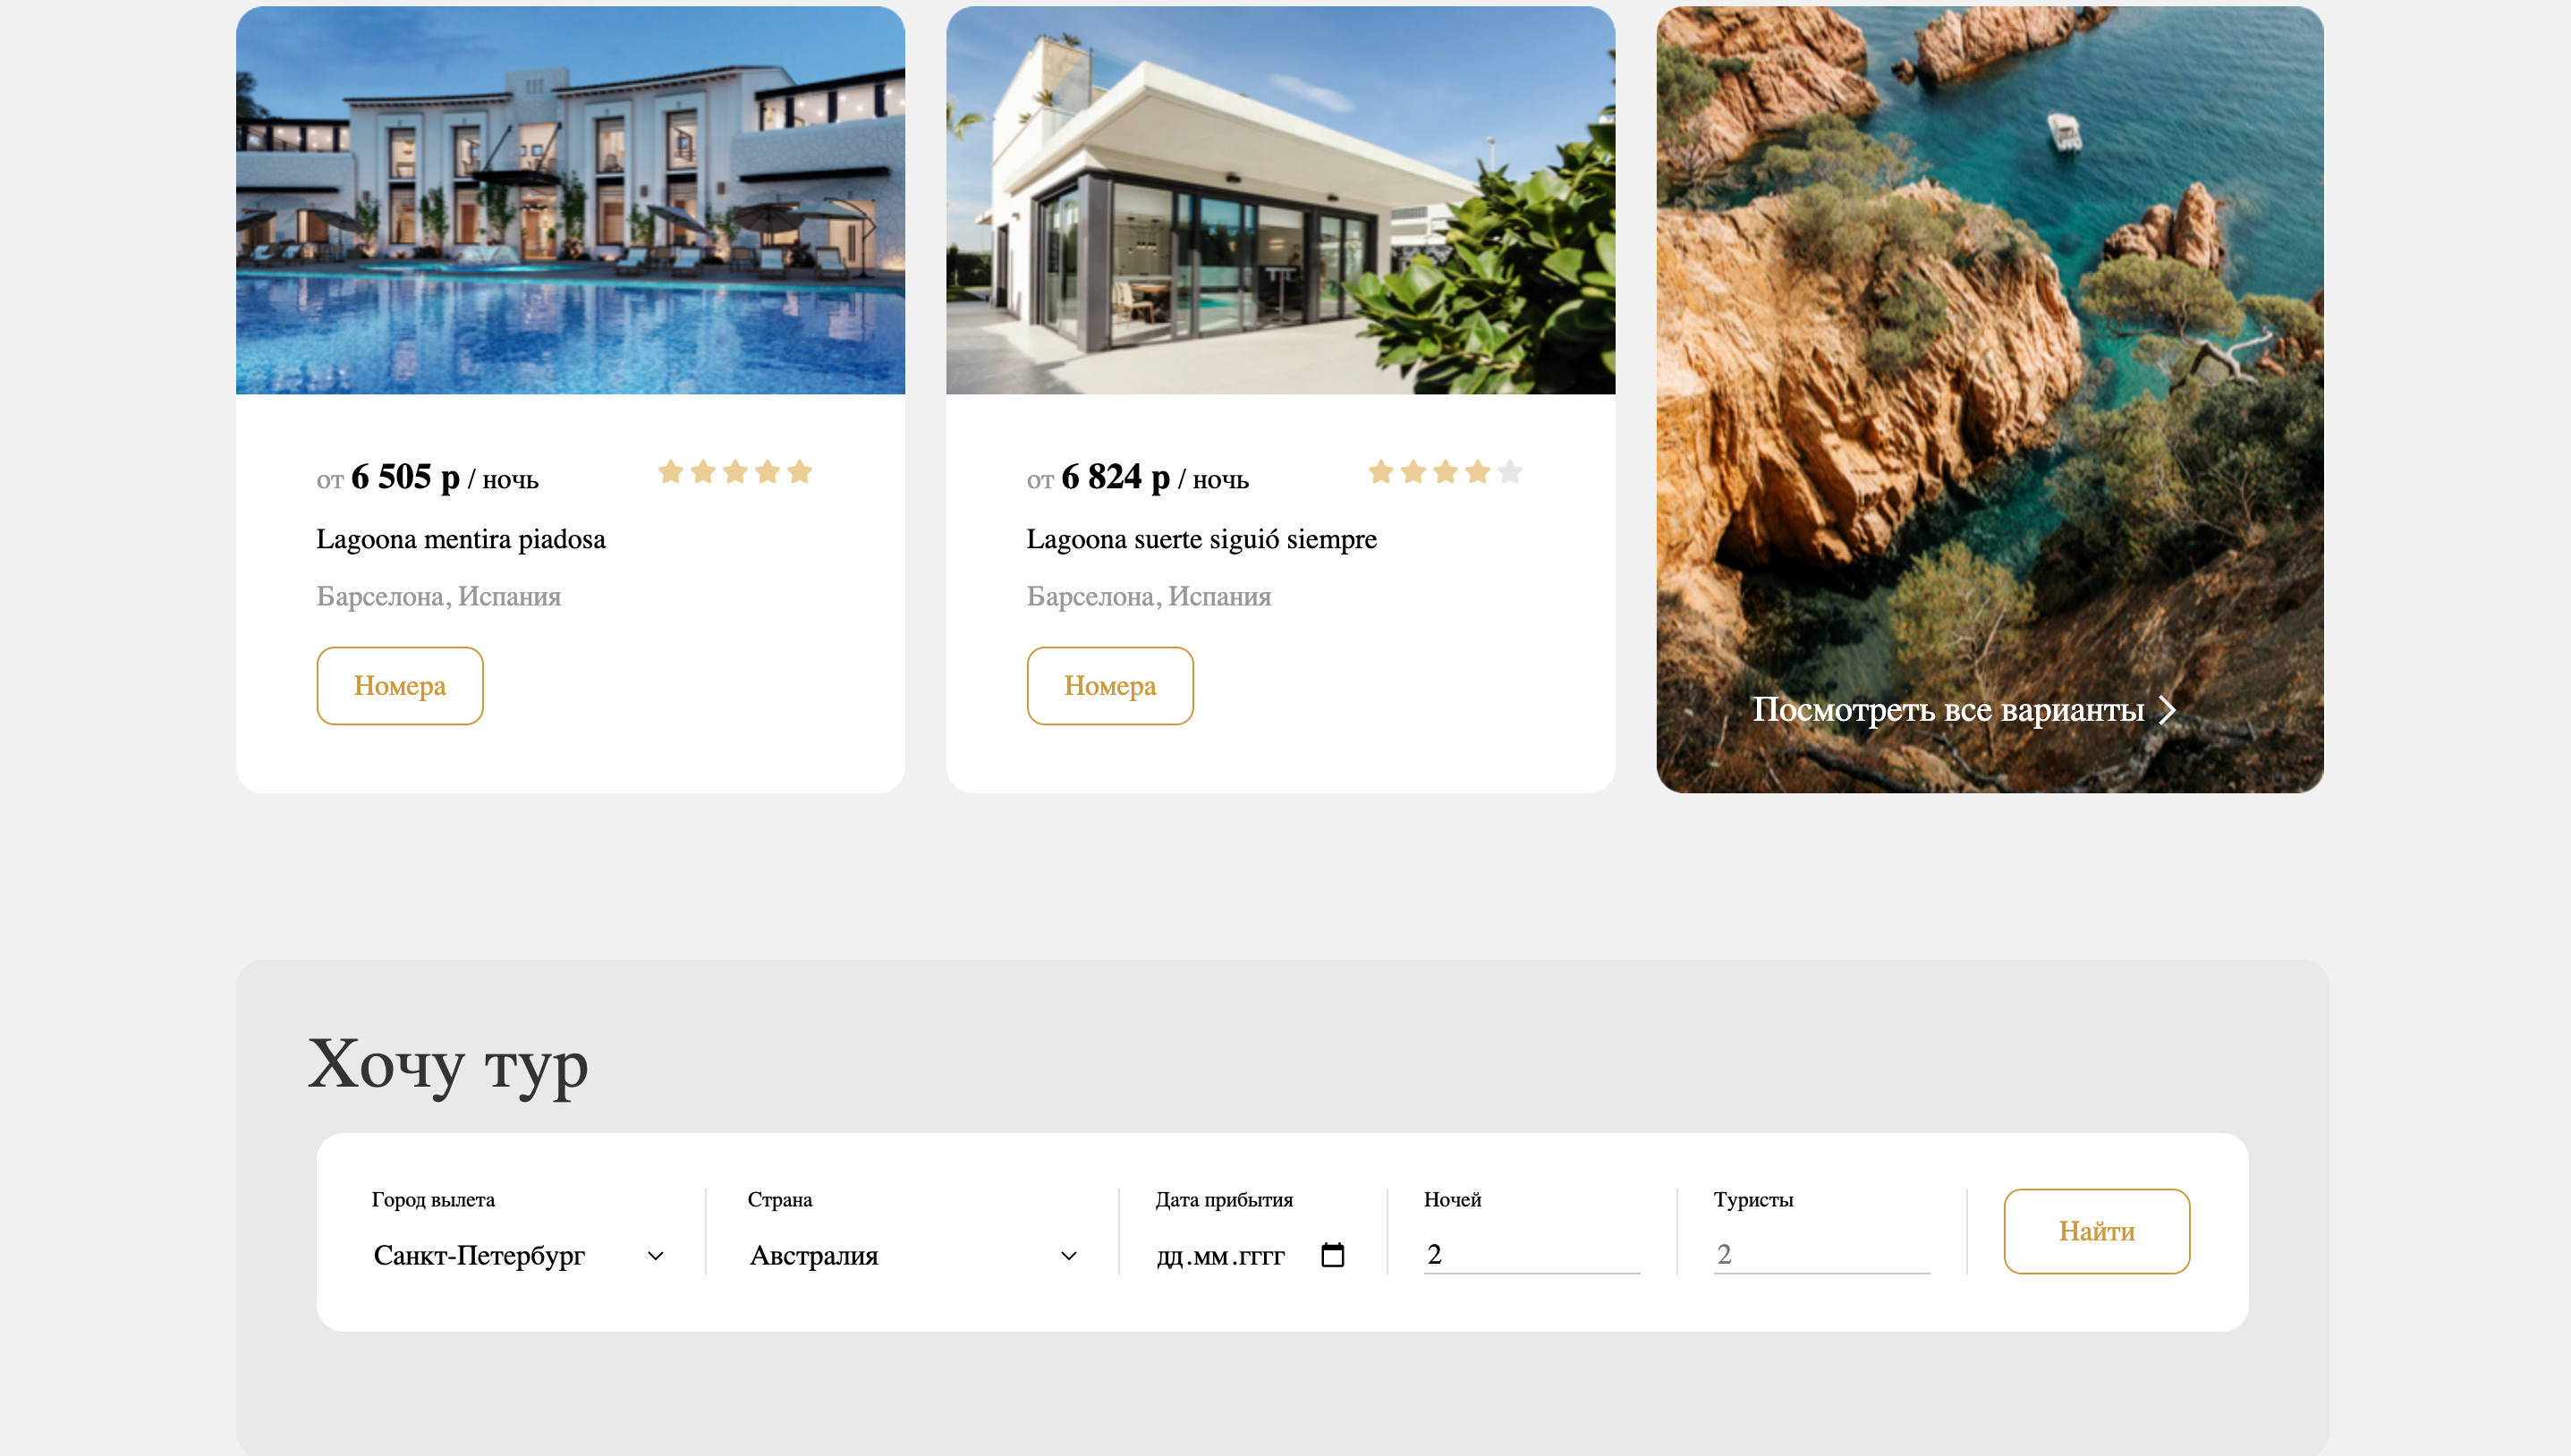 от 6 505 р / ночь
Lagoona mentira piadosa
Барселона, Испания
Номера
от 6 824 р / ночь
Lagoona suerte siguió siempre
Барселона, Испания
Номера
Посмотреть все варианты
Хочу тур
Город вылета
Санкт-Петербург
Страна
Австралия
Дата прибытия
дд.мм.гггг
Ночей
2
Туристы
2
Найти